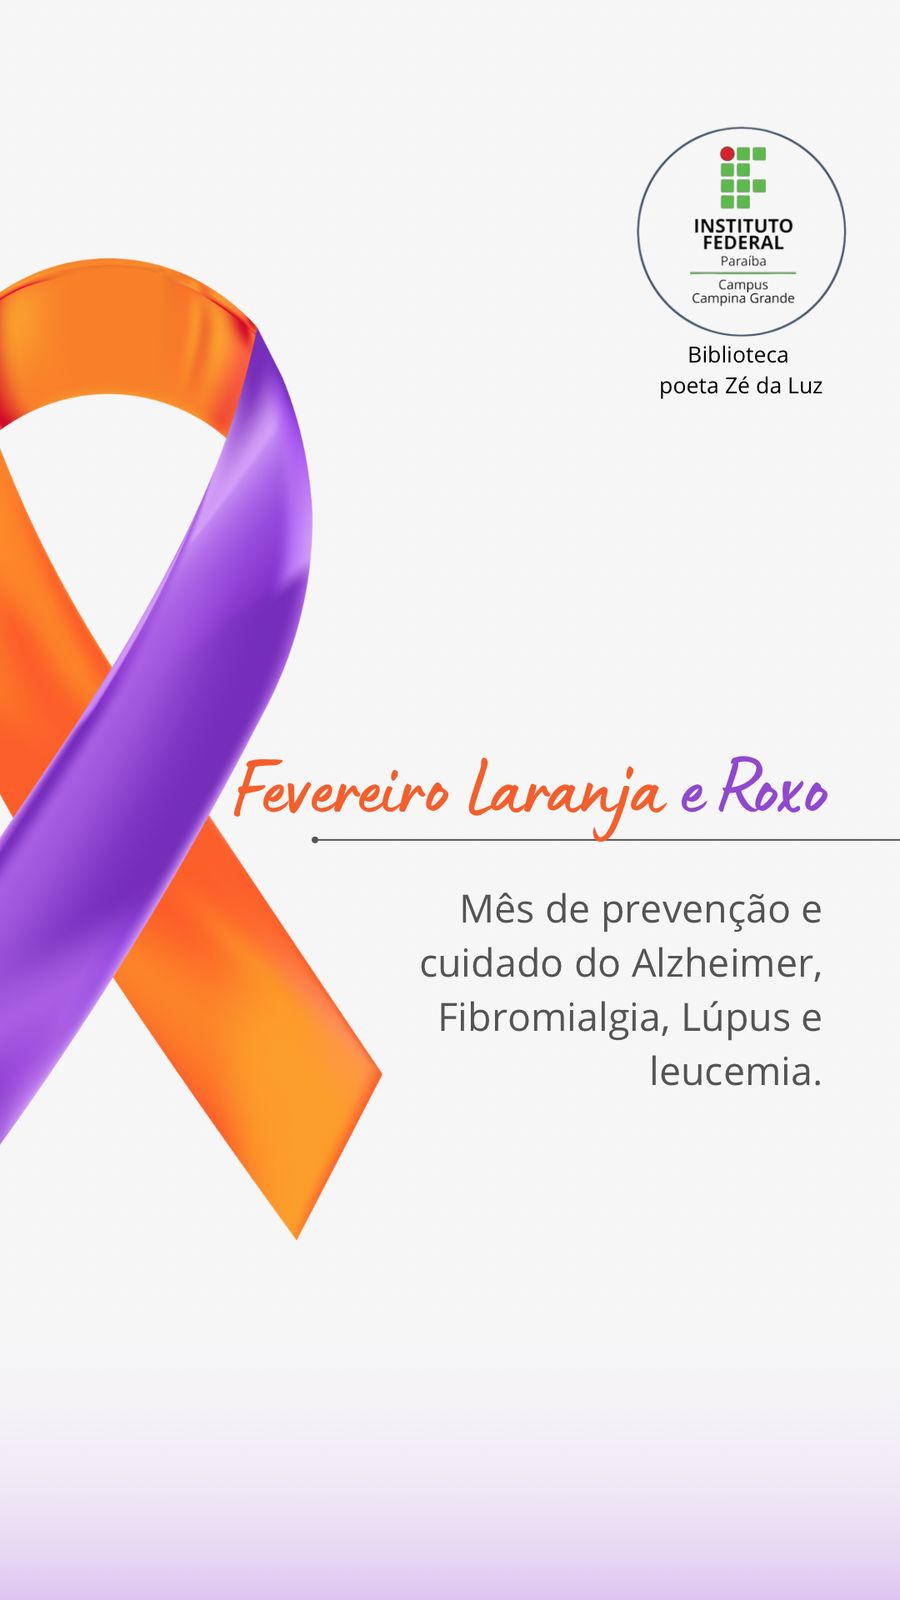 INSTITUTO
FEDERAL
Paraíba
Campus
Campina Grande
Biblioteca
poeta Zé da Luz
Fevereiro Laranja e Roxo
Mês de prevenção e
cuidado do Alzheimer,
Fibromialgia, Lúpus e
leucemia.